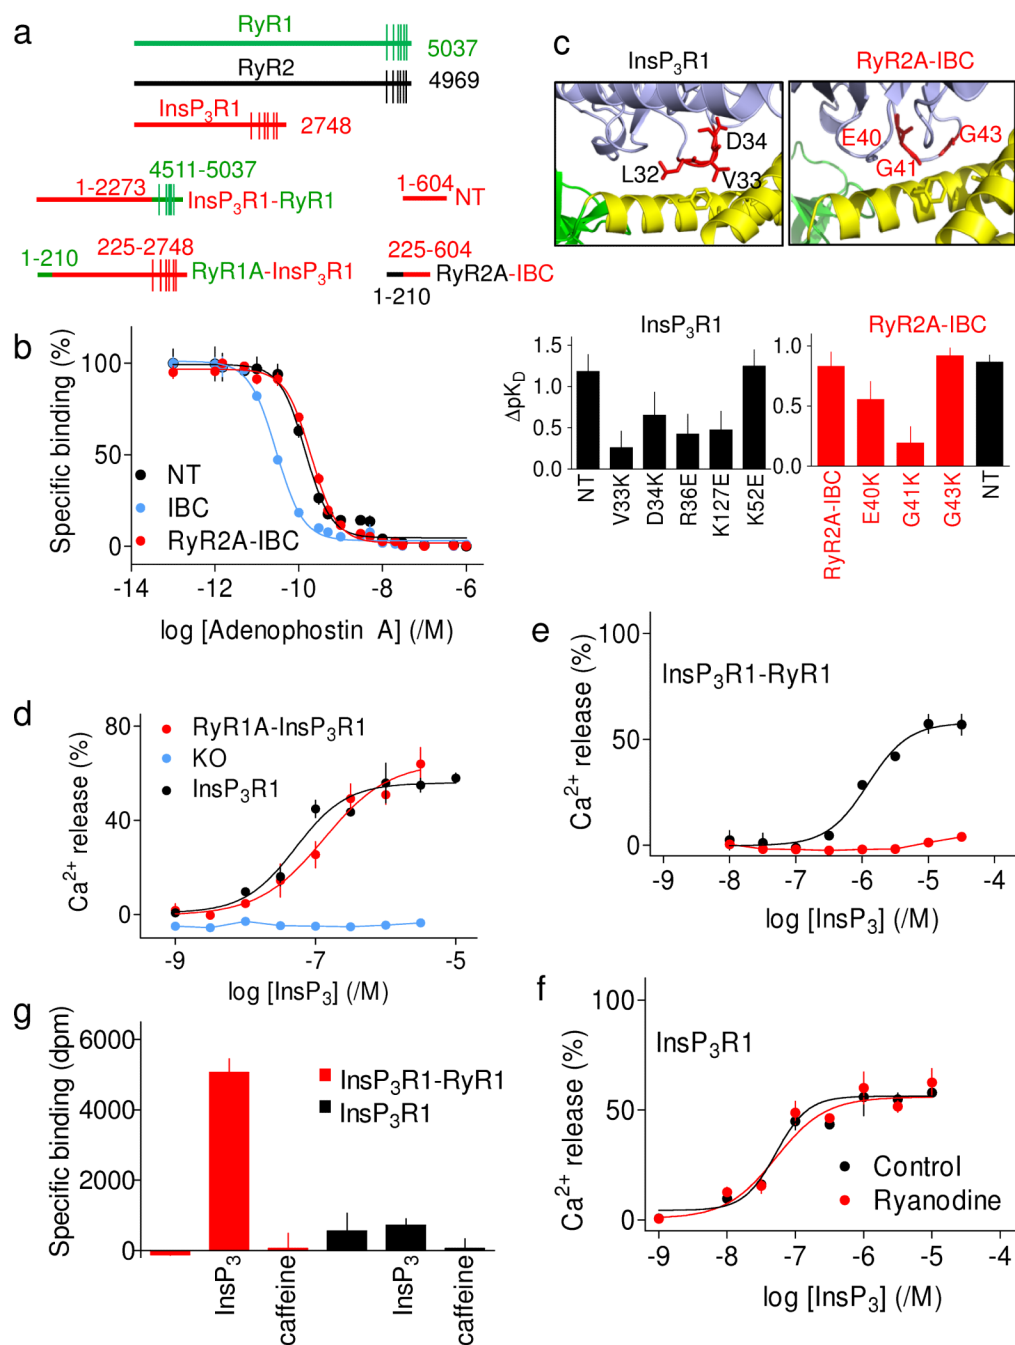 a
RyR1
5037
RyR2
4969
InsP3R1
2748
4511-5037
1-2273
InsP3R1-RyR1
1-604
NT
225-2748
1-210
RyR1A-InsP3R1
225-604
RyR2A-IBC
1-210
c
InsP3R1
RyR2A-IBC
D34
L32
V33
E40
G43
G41
InsP3R1
RyR2A-IBC
ΔpKD
1.5
1.0
0.5
0.0
NT
V33K
D34K
R36E
K127E
K52E
1.0
0.5
0.0
RyR2A-IBC
E40K
G41K
G43K
NT
b
Specific binding (%)
100
50
0
NT
IBC
RyR2A-IBC
-14
-12
-10
-8
-6
log [Adenophostin A] (/M)
d
Ca2+ release (%)
80
40
0
RyR1A-InsP3R1
KO
InsP3R1
-9
-7
-5
log [InsP3] (/M)
e
Ca2+ release (%)
100
50
0
InsP3R1-RyR1
-9
-8
-7
-6
-5
-4
log [InsP3] (/M)
f
Ca2+ release (%)
100
50
0
InsP3R1
Control
Ryanodine
-9
-8
-7
-6
-5
-4
log [InsP3] (/M)
g
Specific binding (dpm)
6000
4000
2000
0
InsP3R1-RyR1
InsP3R1
InsP3
caffeine
InsP3
caffeine